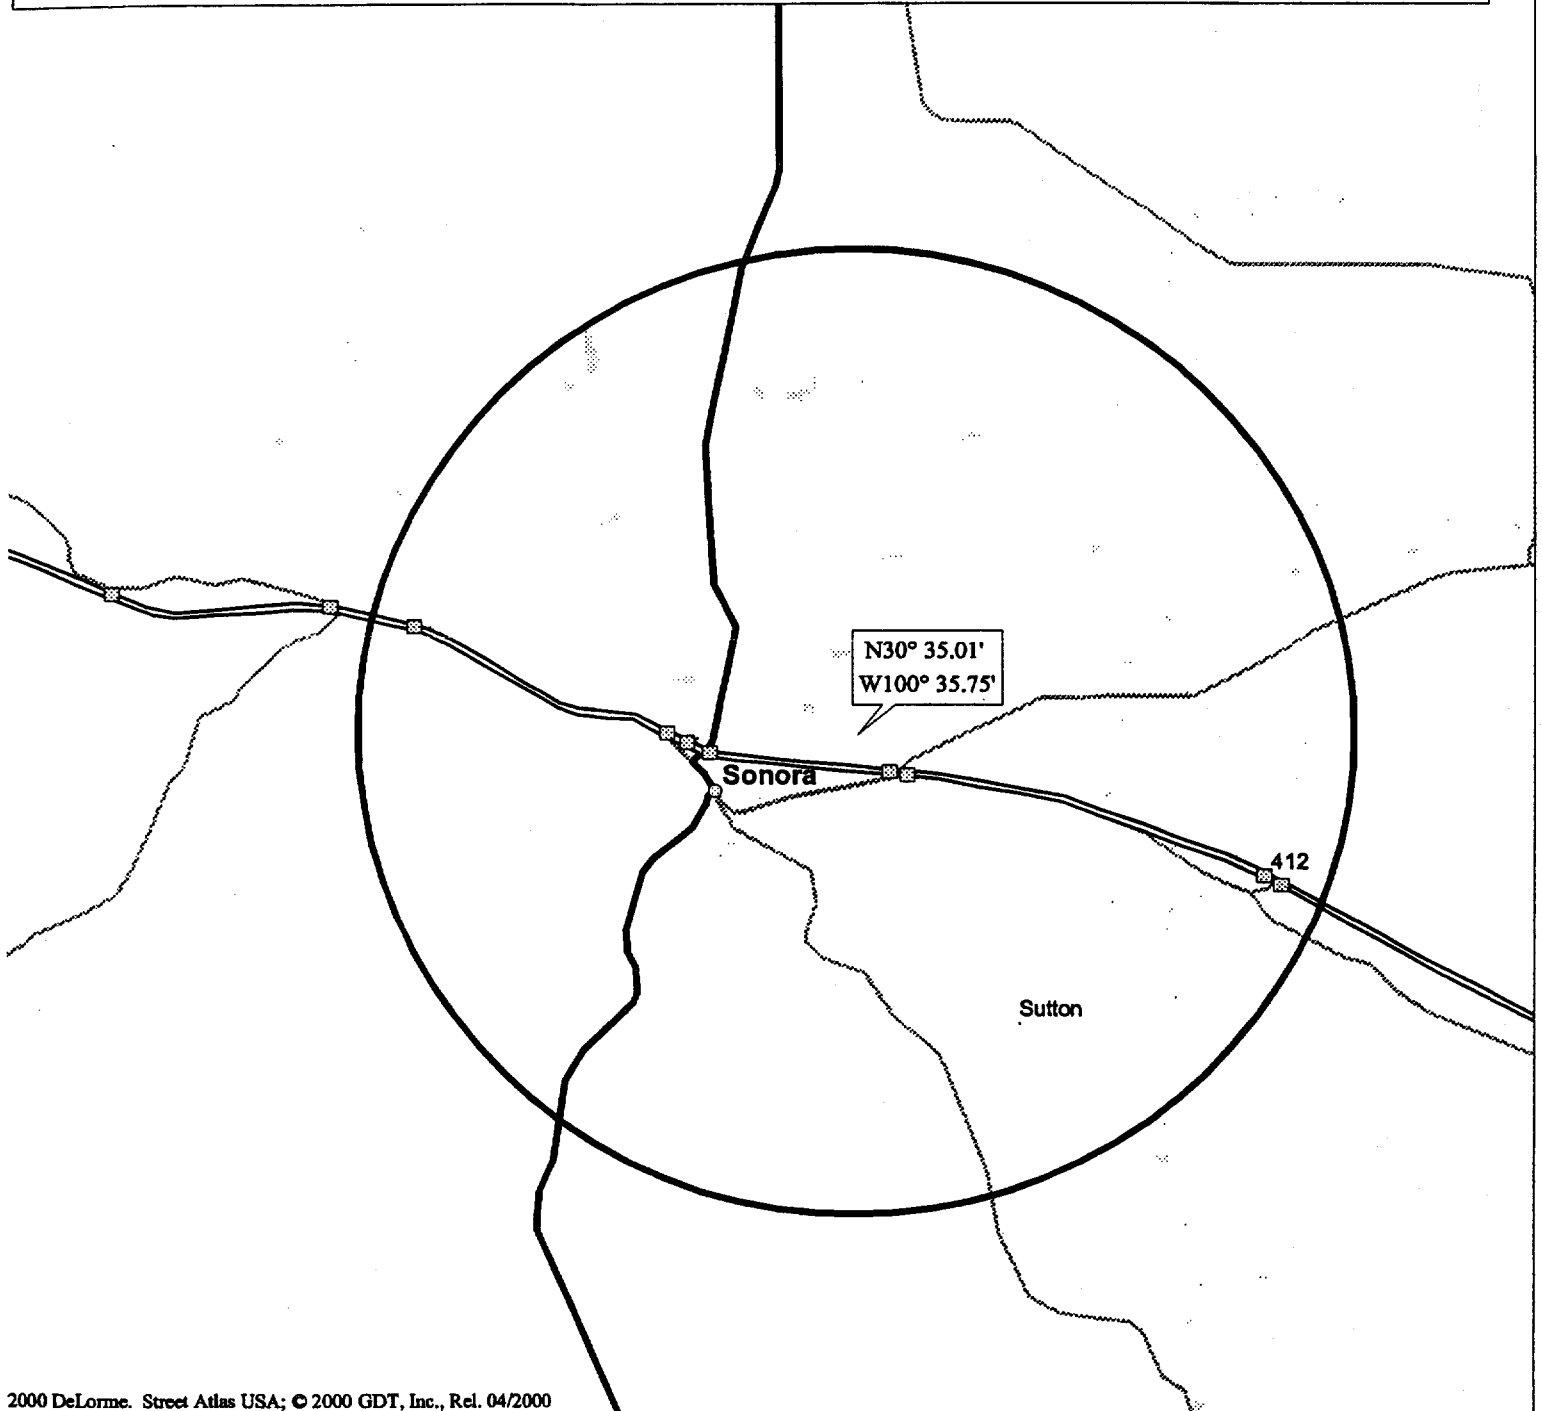 N30° 35.01'
W100° 35.75'
Sonora
412
Sutton
2000 DeLorme. Street Atlas USA; © 2000 GDT, Inc., Rel. 04/2000